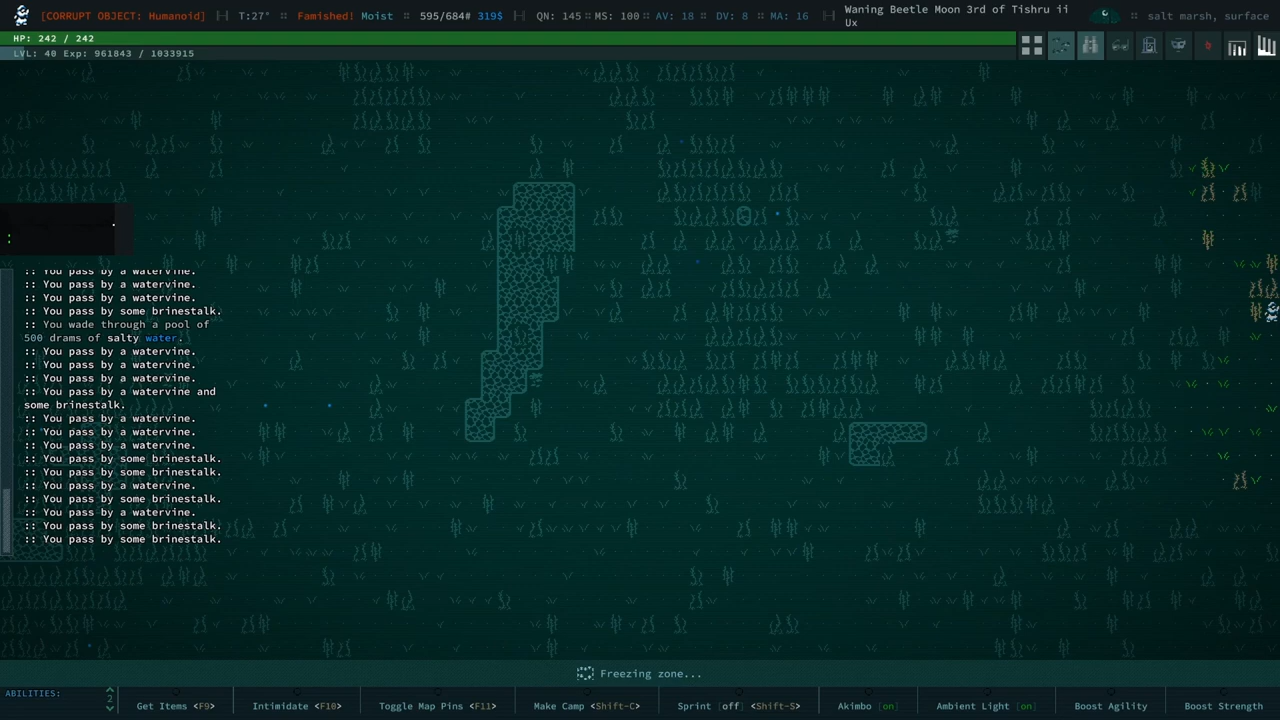 [CORRUPT OBJECT: Humanoid] T:27° :: Famished! Moist :: 595/684# 319$ QN: 145 :: MS: 100 :: AV: 18 :: DV: 8 :: MA: 16 Waning Beetle Moon 3rd of Tishru ii
Ux
:: salt marsh, surface
HP: 242 / 242
LVL: 40 Exp: 961843 / 1033915
:: You pass by a watervine.
:: You pass by a watervine.
:: You pass by a watervine.
:: You pass by some brinestalk.
:: You wade through a pool of
500 drams of salty water.
:: You pass by a watervine.
:: You pass by a watervine.
:: You pass by a watervine.
:: You pass by a watervine and
some brinestalk.
:: You pass by a watervine.
:: You pass by a watervine.
:: You pass by a watervine.
:: You pass by some brinestalk.
:: You pass by some brinestalk.
:: You pass by a watervine.
:: You pass by some brinestalk.
:: You pass by a watervine.
:: You pass by some brinestalk.
:: You pass by some brinestalk.
Freezing zone...
ABILITIES: 2 Get Items <F9> Intimidate <F10> Toggle Map Pins <F11> Make Camp <Shift-C> Sprint [off] <Shift-S> Akimbo [on] Ambient Light [on] Boost Agility Boost Strength